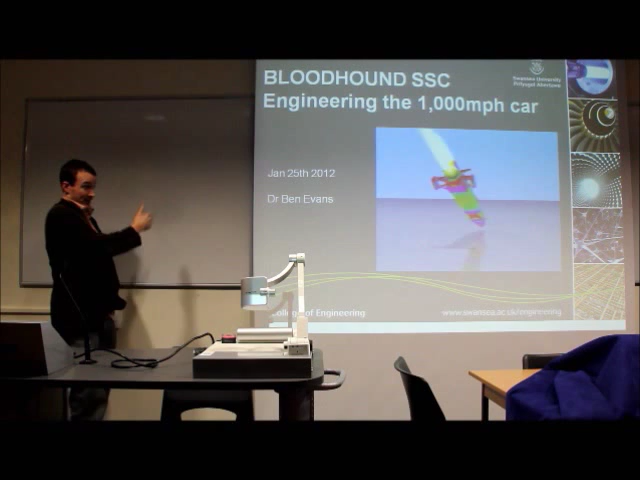 BLOODHOUND SSC
Engineering the 1,000mph car
Swansea University
Prifysgol Abertawe
Jan 25th 2012
Dr Ben Evans
College of Engineering
www.swansea.ac.uk/engineering